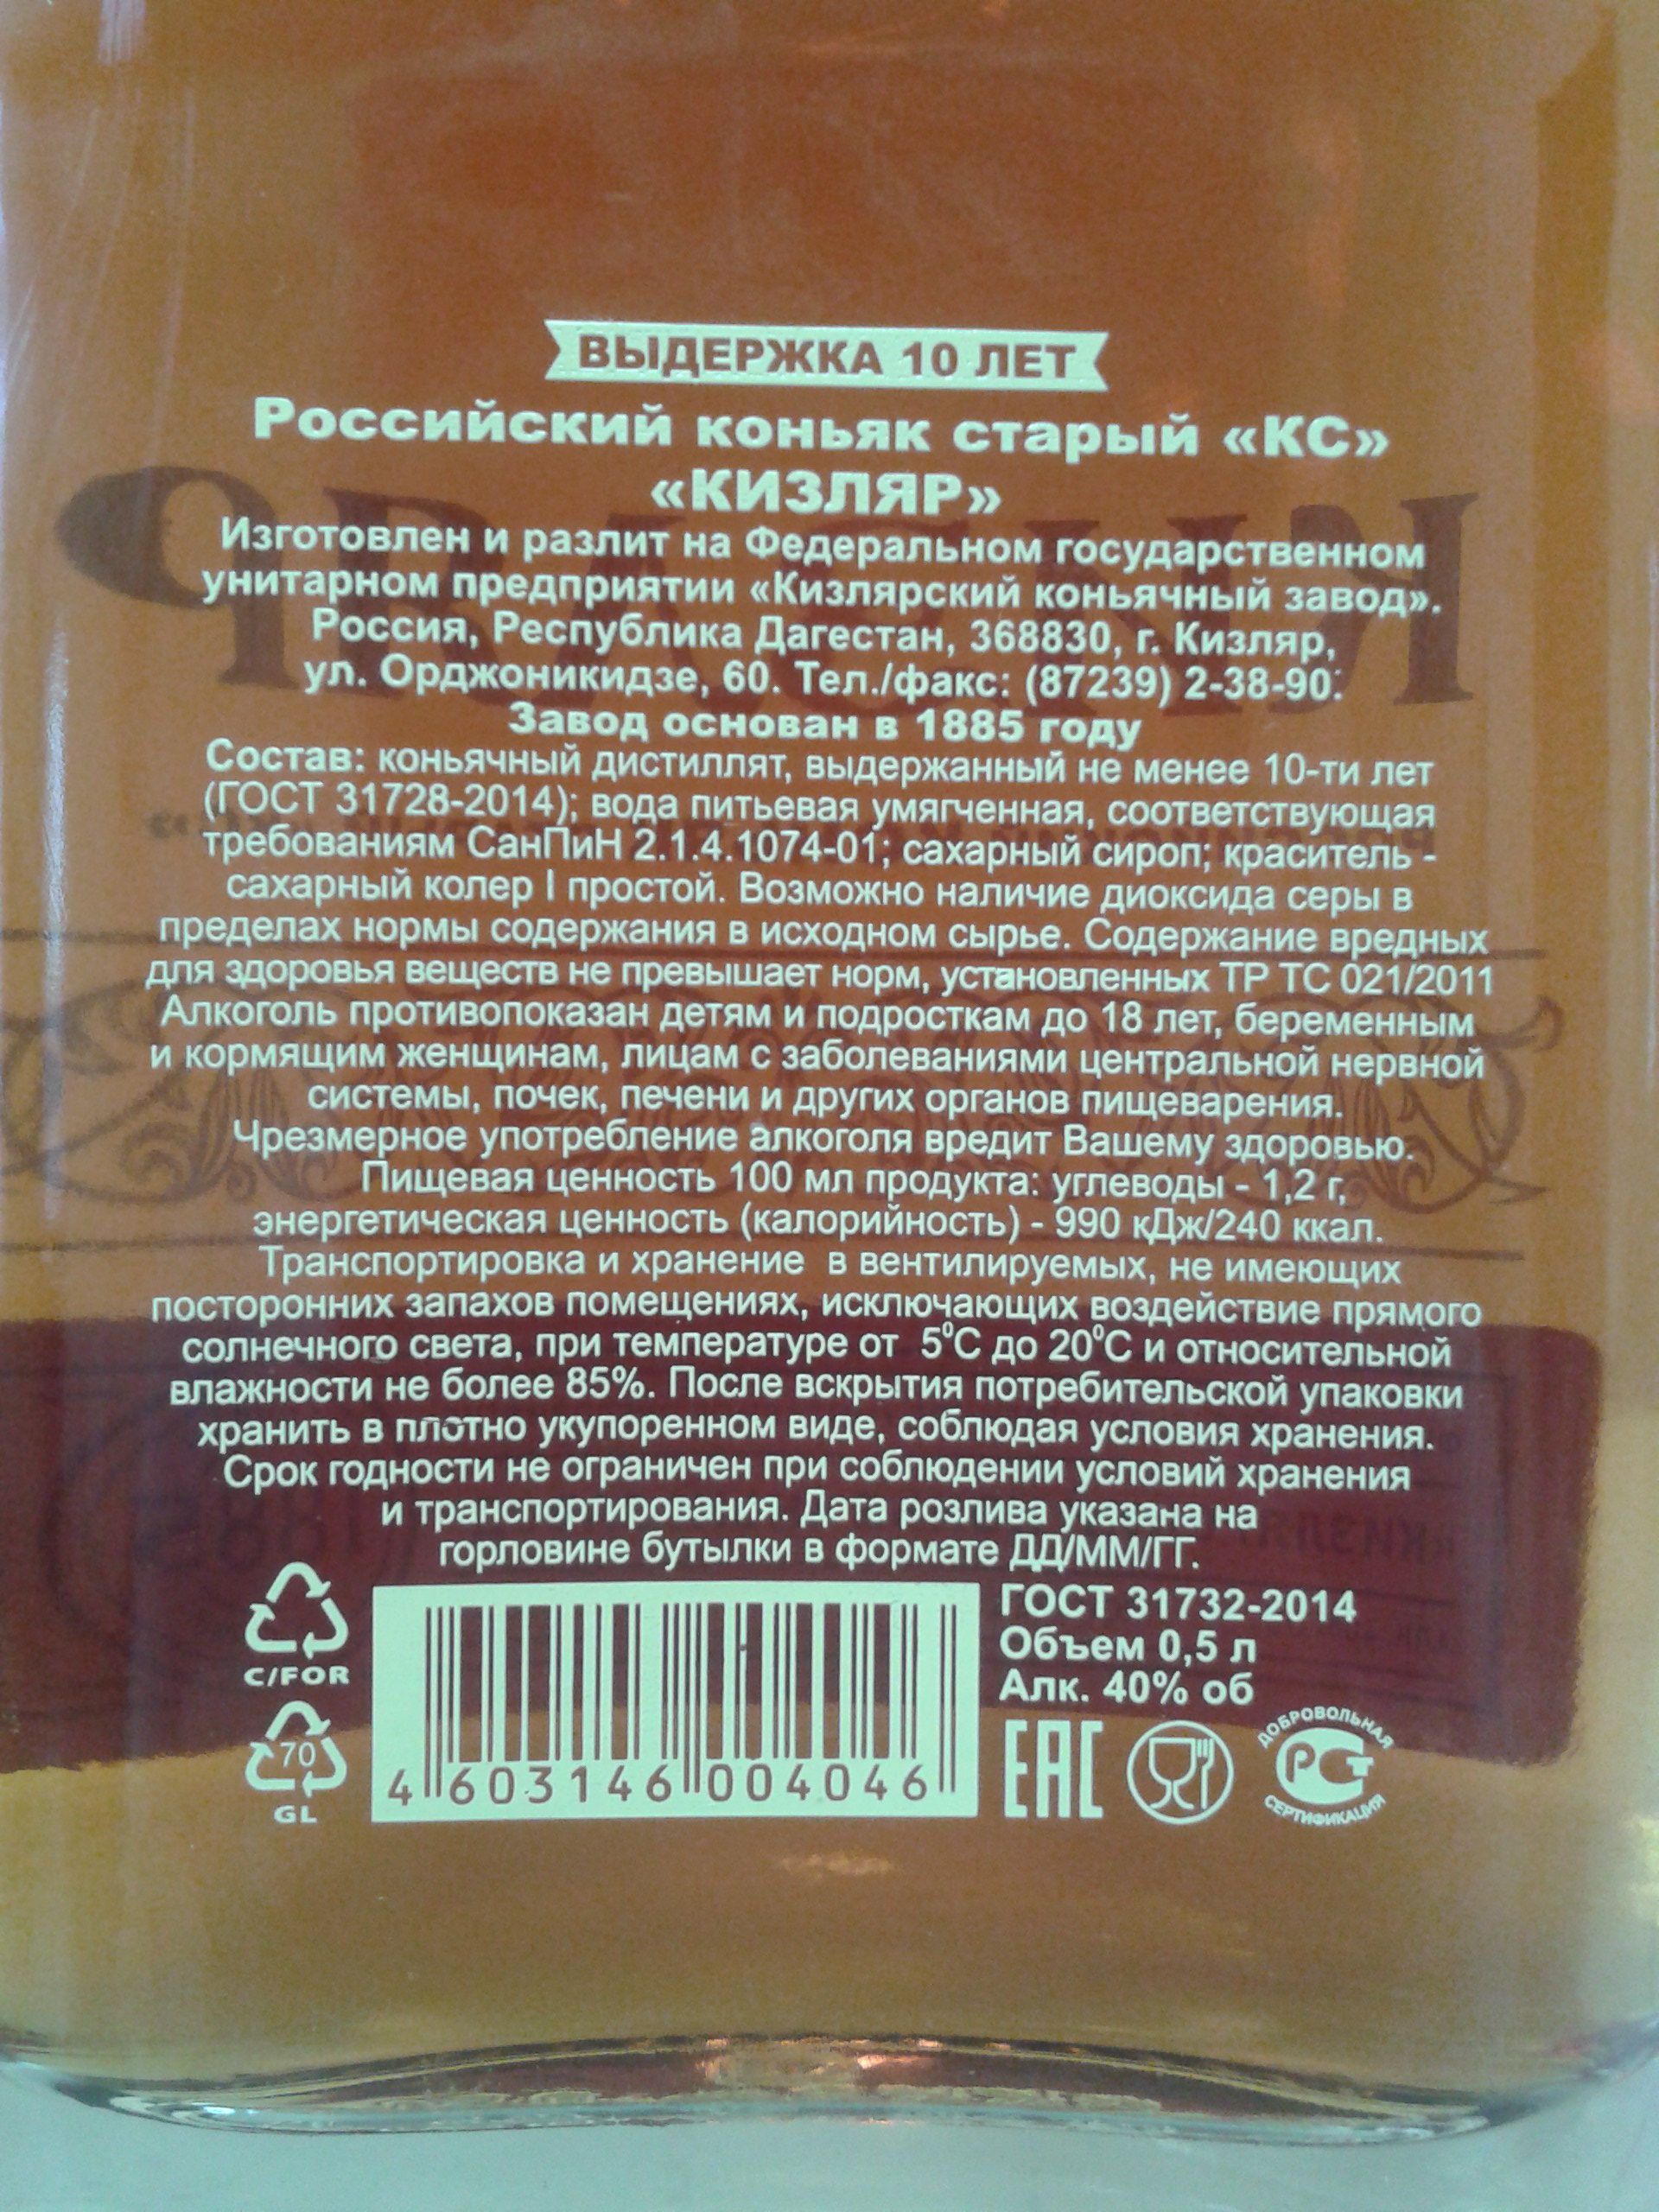 ВЫДЕРЖКА 10 ЛЕТ
Российский коньяк старый «КС»
«КИЗЛЯР»
Изготовлен и разлит на Федеральном государственном
унитарном предприятии «Кизлярский коньячный завод».
Россия, Республика Дагестан, 368830, г. Кизляр,
ул. Орджоникидзе, 60. Тел./факс: (87239) 2-38-90.
Завод основан в 1885 году
Состав: коньячный дистиллят, выдержанный не менее 10-ти лет
(ГОСТ 31728-2014); вода питьевая умягченная, соответствующая
требованиям СанПиН 2.1.4.1074-01; сахарный сироп; краситель -
сахарный колер I простой. Возможно наличие диоксида серы в
пределах нормы содержания в исходном сырье. Содержание вредных
для здоровья веществ не превышает норм, установленных ТР ТС 021/2011
Алкоголь противопоказан детям и подросткам до 18 лет, беременным
и кормящим женщинам, лицам с заболеваниями центральной нервной
системы, почек, печени и других органов пищеварения.
Чрезмерное употребление алкоголя вредит Вашему здоровью.
Пищевая ценность 100 мл продукта: углеводы - 1,2 г,
энергетическая ценность (калорийность) - 990 кДж/240 ккал.
Транспортировка и хранение в вентилируемых, не имеющих
посторонних запахов помещениях, исключающих воздействие прямого
солнечного света, при температуре от 5⁰С до 20⁰С и относительной
влажности не более 85%. После вскрытия потребительской упаковки
хранить в плотно укупоренном виде, соблюдая условия хранения.
Срок годности не ограничен при соблюдении условий хранения
и транспортирования. Дата розлива указана на
горловине бутылки в формате ДД/ММ/ГГ.
C/FOR
70
GL
4 603146 004046
ГОСТ 31732-2014
Объем 0,5 л
Алк. 40% об
ЕАС
ДОБРОВОЛЬНАЯ
РСТ
СЕРТИФИКАЦИЯ
КИЗЛЯР